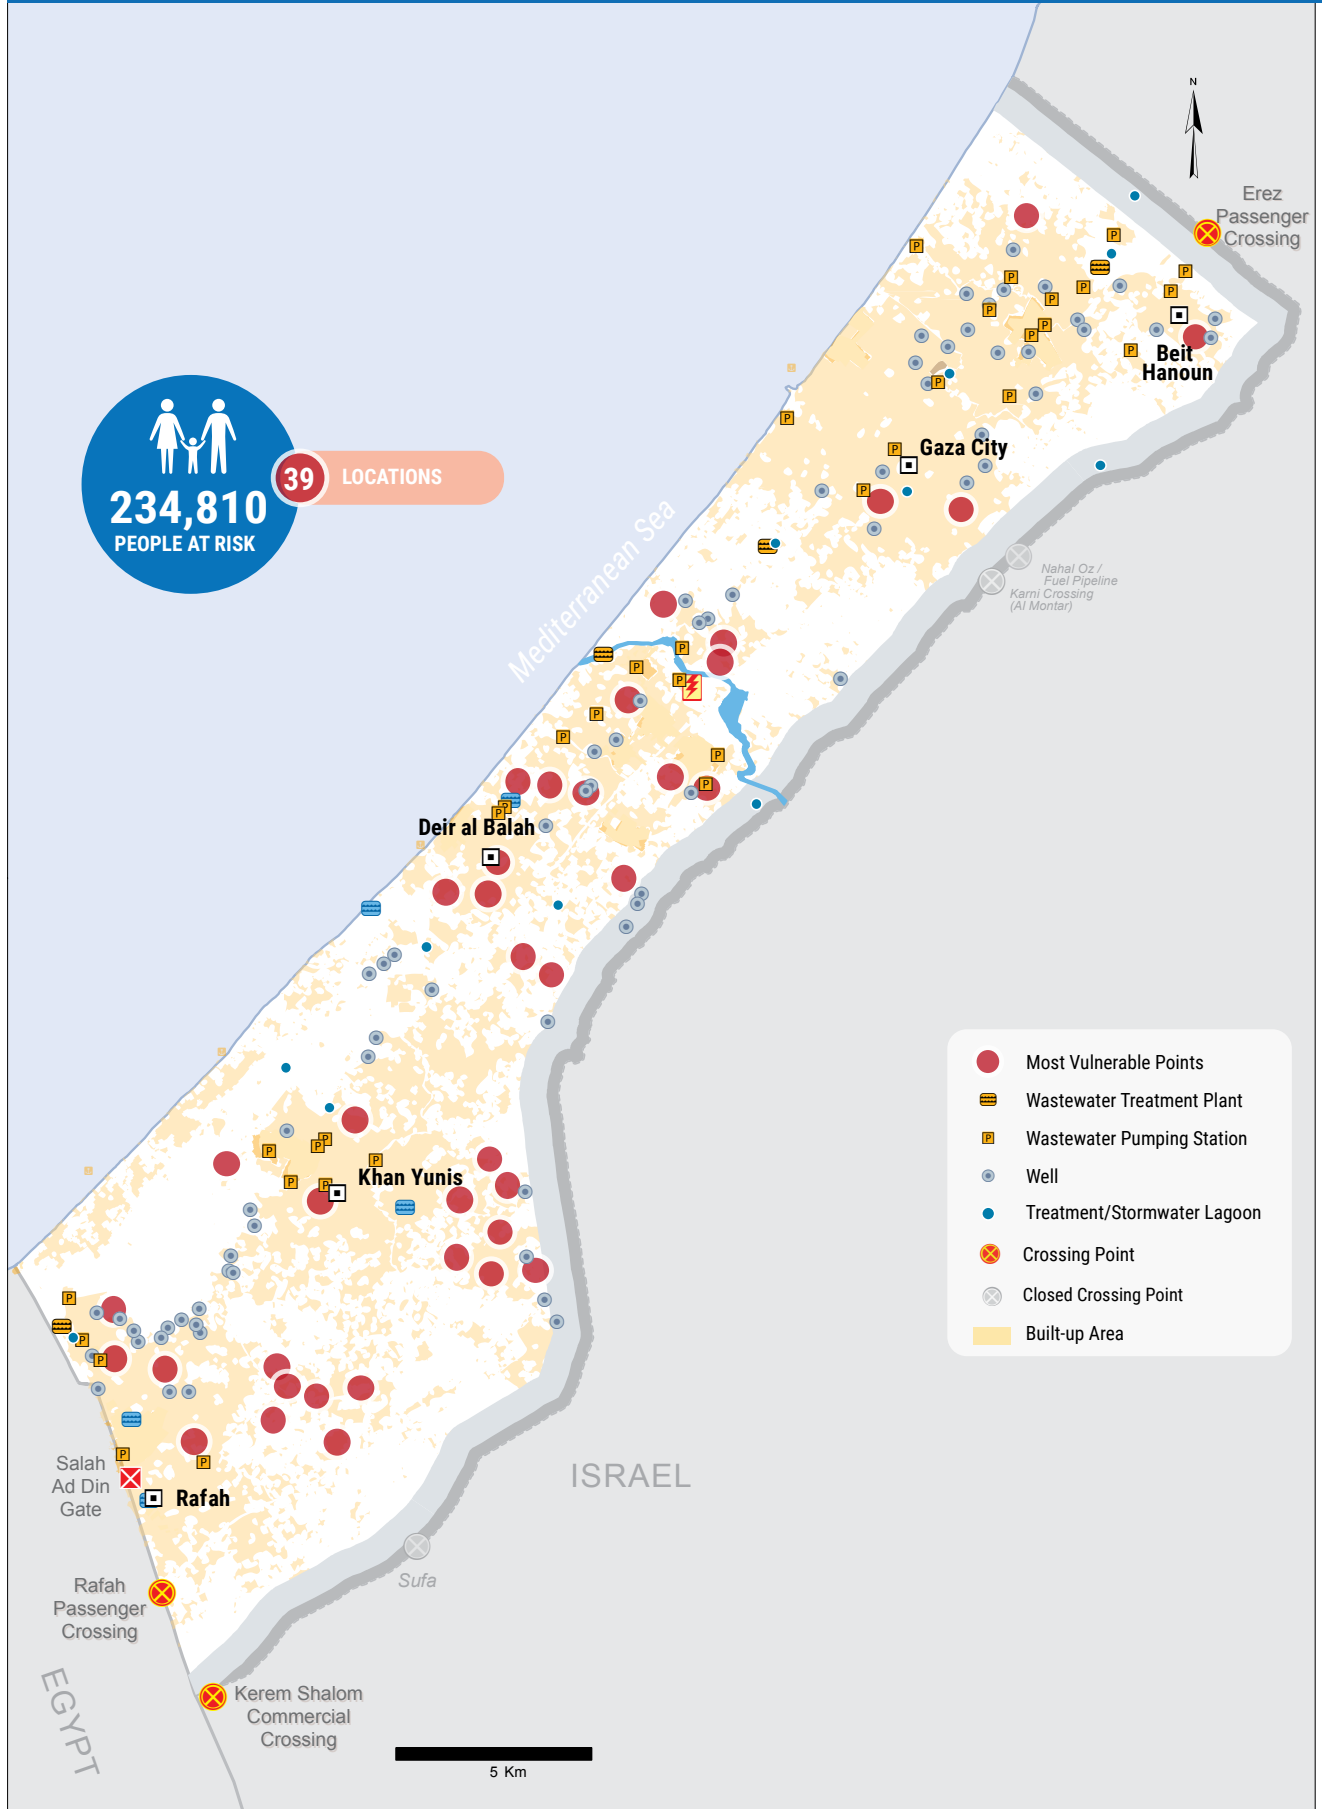 N
Erez
Passenger
Crossing
Beit
Hanoun
Gaza City
234,810
PEOPLE AT RISK
39
LOCATIONS
Mediterranean Sea
Nahal Oz /
Fuel Pipeline
Karni Crossing
(Al Montar)
Deir al Balah
Khan Yunis
Most Vulnerable Points
Wastewater Treatment Plant
P
Wastewater Pumping Station
Well
Treatment/Stormwater Lagoon
Crossing Point
Closed Crossing Point
Built-up Area
ISRAEL
Salah
Ad Din
Gate
Rafah
Sufa
Rafah
Passenger
Crossing
EGYPT
Kerem Shalom
Commercial
Crossing
5 Km